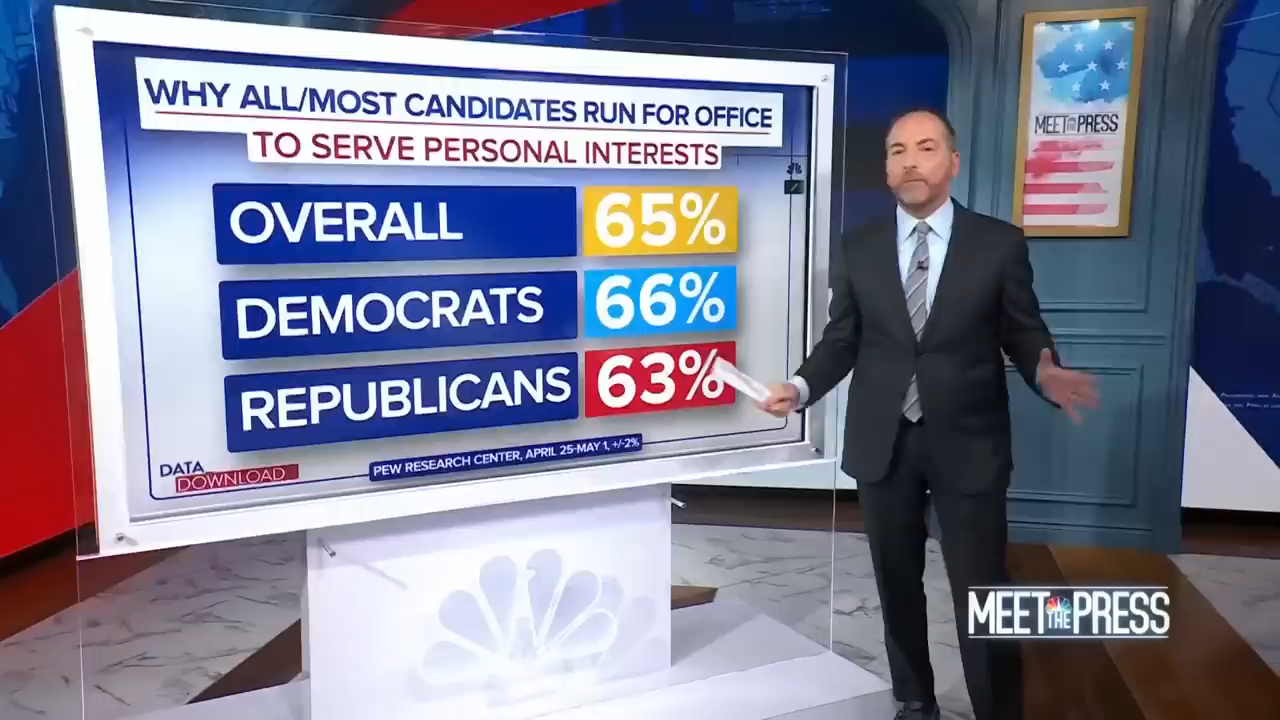 WHY ALL/MOST CANDIDATES RUN FOR OFFICE
TO SERVE PERSONAL INTERESTS
OVERALL 65%
DEMOCRATS 66%
REPUBLICANS 63%
DATA
DOWNLOAD
PEW RESEARCH CENTER, APRIL 25-MAY 1, +/-2%
MEET THE PRESS
MEET THE PRESS